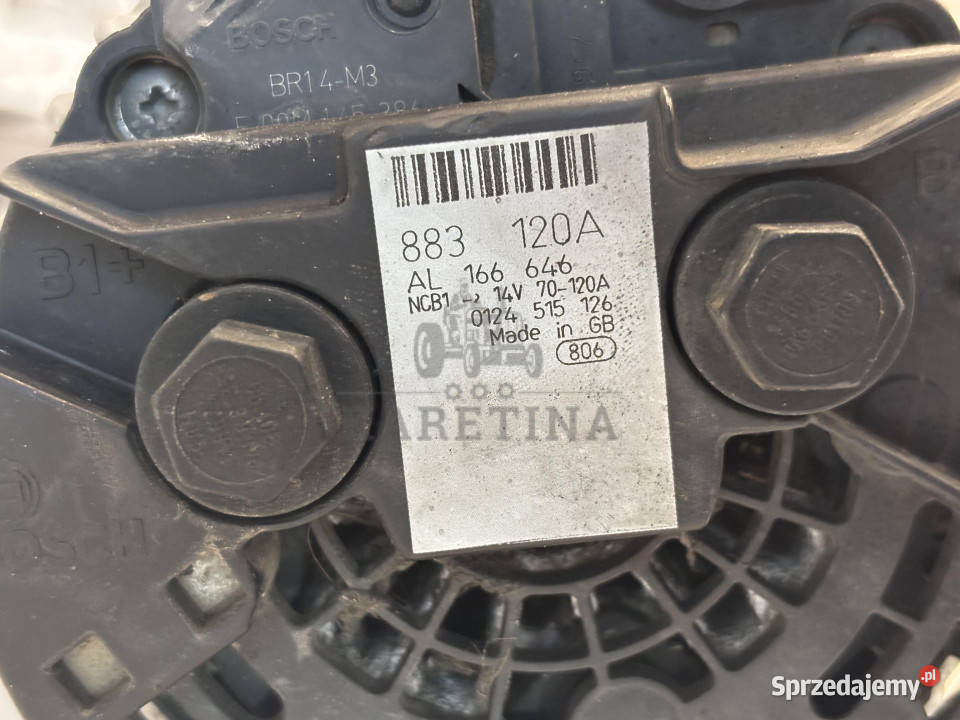 BOSCH
BR14-M3
883 120A
AL 166 646
NCB1 -, 14V 70-120A
0124 515 126
Made in GB
806
B1+
ARETINA
BOSCH
Sprzedajemy.pl